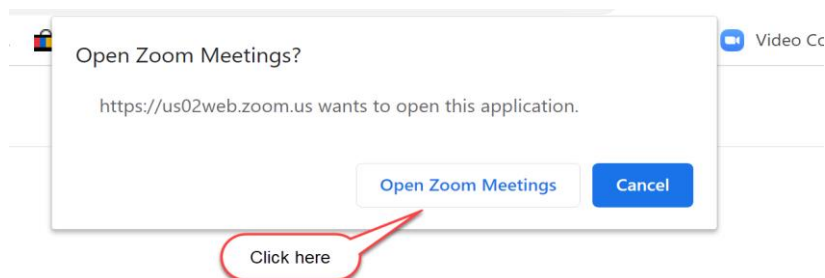 Open Zoom Meetings?
Video Co
https://us02web.zoom.us wants to open this application.
Open Zoom Meetings
Cancel
Click here